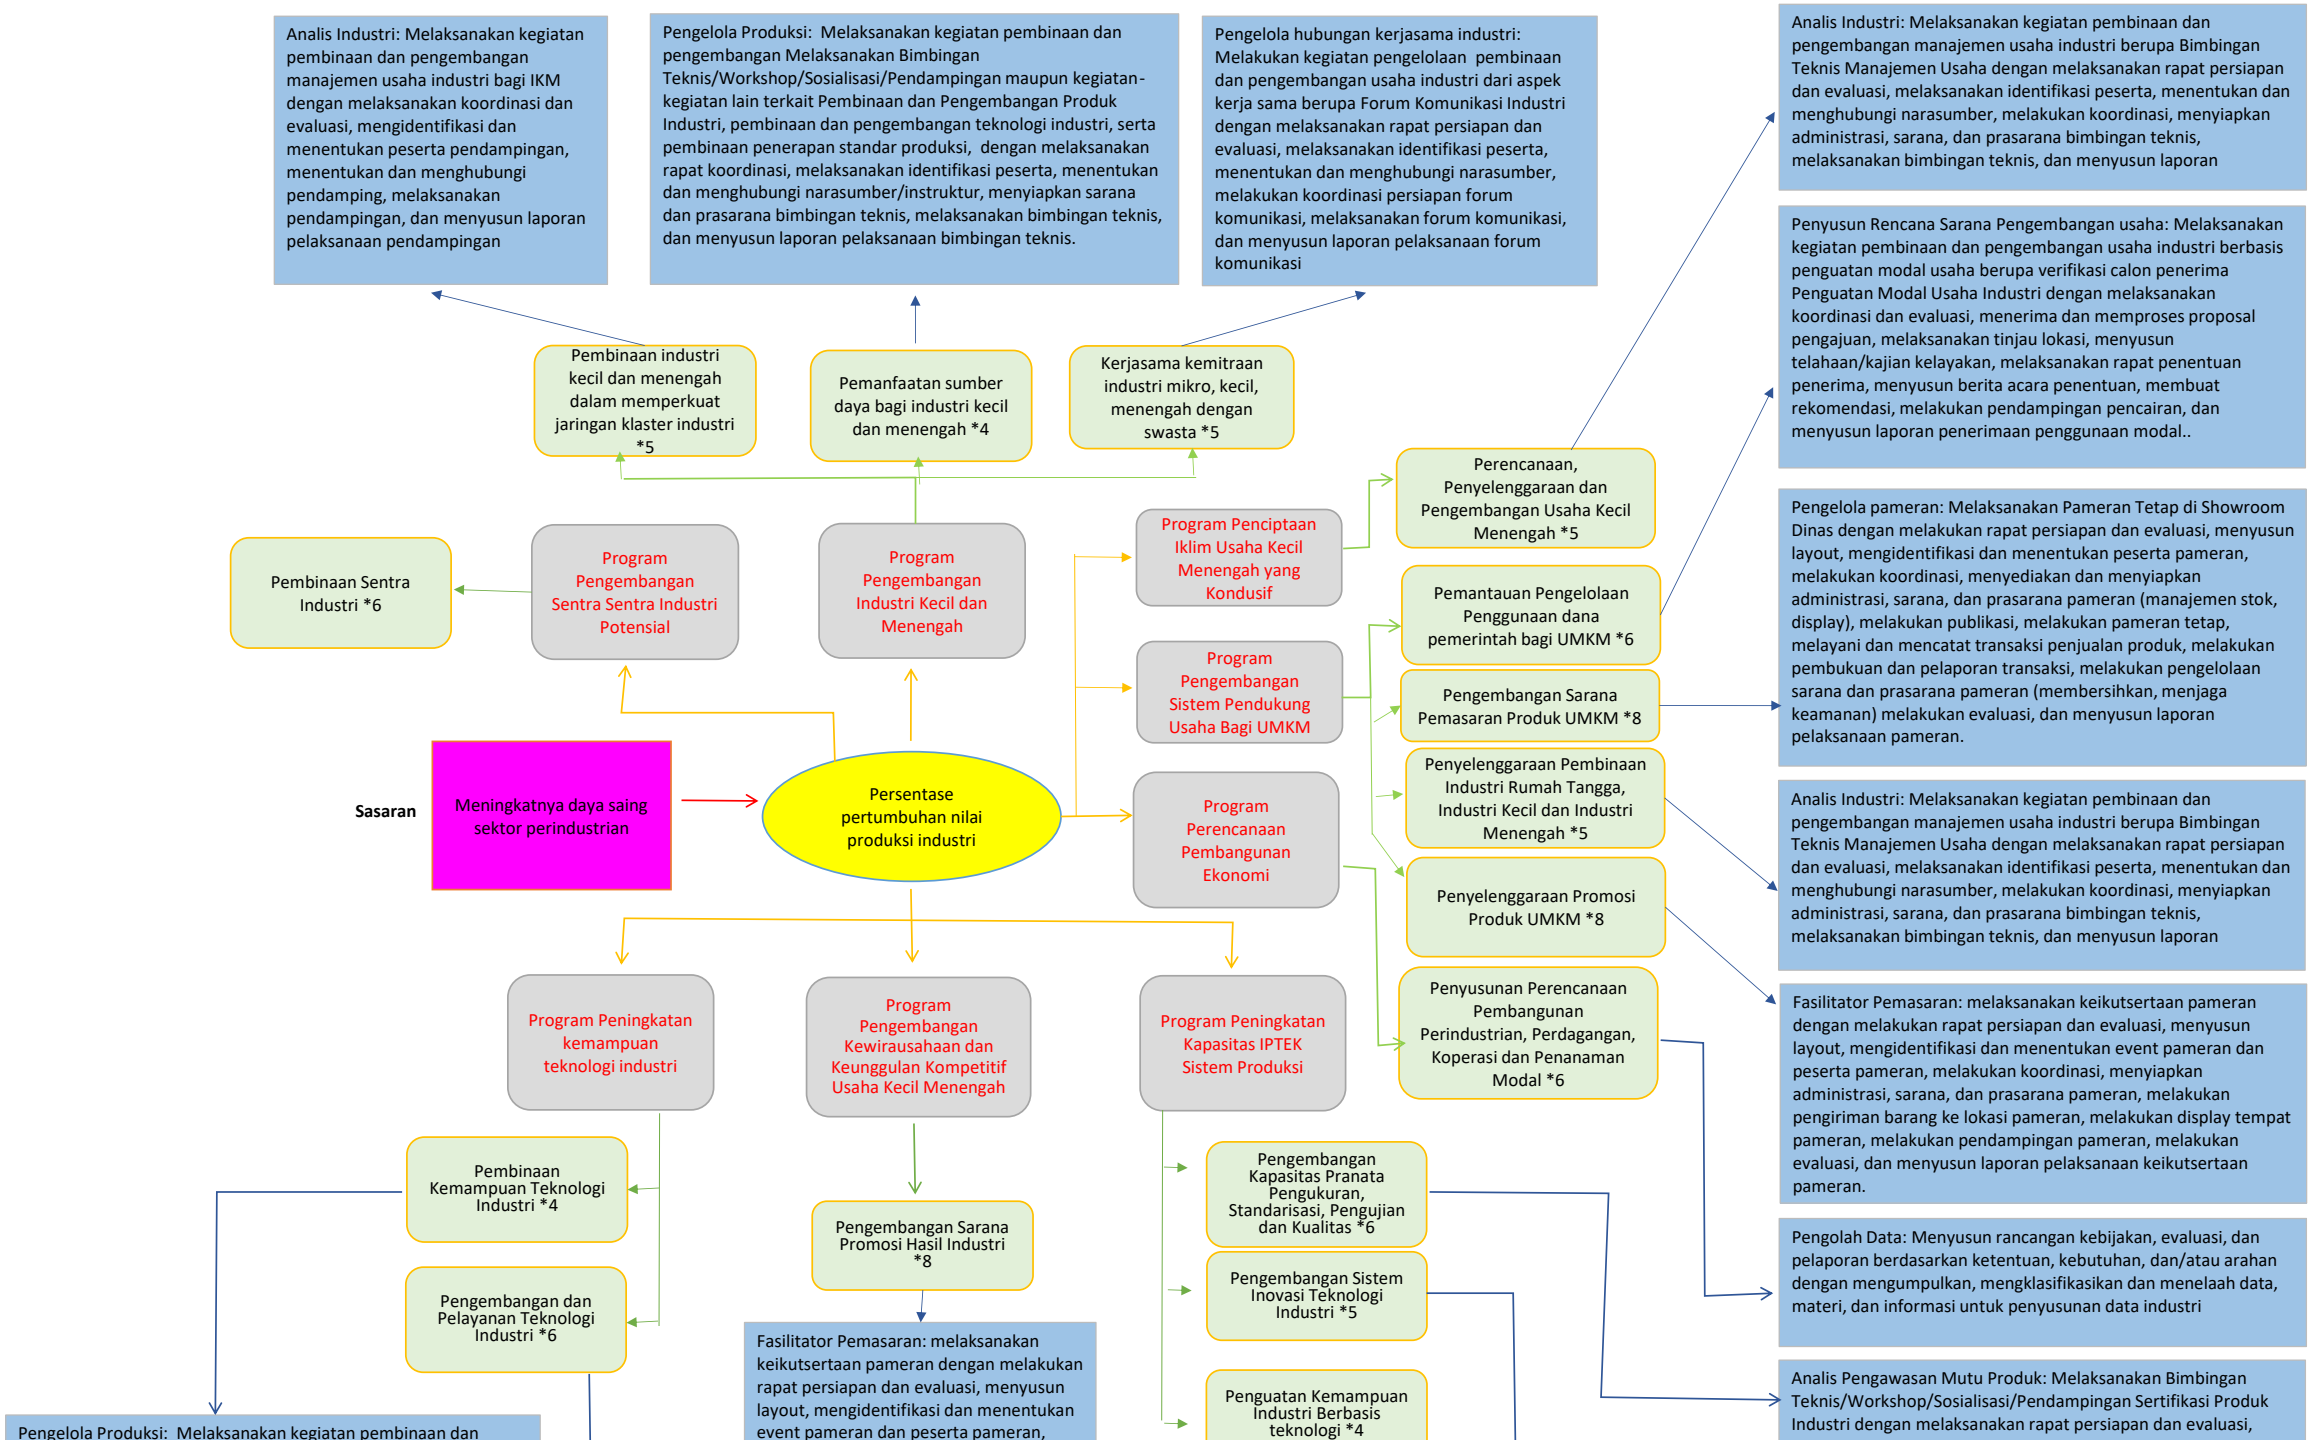 Analis Industri: Melaksanakan kegiatan
pembinaan dan pengembangan
manajemen usaha industri bagi IKM
dengan melaksanakan koordinasi dan
evaluasi, mengidentifikasi dan
menentukan peserta pendampingan,
menentukan dan menghubungi
pendamping, melaksanakan
pendampingan, dan menyusun laporan
pelaksanaan pendampingan
Pengelola Produksi: Melaksanakan kegiatan pembinaan dan
pengembangan Melaksanakan Bimbingan
Teknis/Workshop/Sosialisasi/Pendampingan maupun kegiatan-
kegiatan lain terkait Pembinaan dan Pengembangan Produk
Industri, pembinaan dan pengembangan teknologi industri, serta
pembinaan penerapan standar produksi, dengan melaksanakan
rapat koordinasi, melaksanakan identifikasi peserta, menentukan
dan menghubungi narasumber/instruktur, menyiapkan sarana
dan prasarana bimbingan teknis, melaksanakan bimbingan teknis,
dan menyusun laporan pelaksanaan bimbingan teknis.
Pengelola hubungan kerjasama industri:
Melakukan kegiatan pengelolaan pembinaan
dan pengembangan usaha industri dari aspek
kerja sama berupa Forum Komunikasi Industri
dengan melaksanakan rapat persiapan dan
evaluasi, melaksanakan identifikasi peserta,
menentukan dan menghubungi narasumber,
melakukan koordinasi persiapan forum
komunikasi, melaksanakan forum komunikasi,
dan menyusun laporan pelaksanaan forum
komunikasi
Analis Industri: Melaksanakan kegiatan pembinaan dan
pengembangan manajemen usaha industri berupa Bimbingan
Teknis Manajemen Usaha dengan melaksanakan rapat persiapan
dan evaluasi, melaksanakan identifikasi peserta, menentukan dan
menghubungi narasumber, melakukan koordinasi, menyiapkan
administrasi, sarana, dan prasarana bimbingan teknis,
melaksanakan bimbingan teknis, dan menyusun laporan
Penyusun Rencana Sarana Pengembangan usaha: Melaksanakan
kegiatan pembinaan dan pengembangan usaha industri berbasis
penguatan modal usaha berupa verifikasi calon penerima
Penguatan Modal Usaha Industri dengan melaksanakan
koordinasi dan evaluasi, menerima dan memproses proposal
pengajuan, melaksanakan tinjau lokasi, menyusun
telahaan/kajian kelayakan, melaksanakan rapat penentuan
penerima, menyusun berita acara penentuan, membuat
rekomendasi, melakukan pendampingan pencairan, dan
menyusun laporan penerimaan penggunaan modal..
Pembinaan industri
kecil dan menengah
dalam memperkuat
jaringan klaster industri
*5
Pemanfaatan sumber
daya bagi industri kecil
dan menengah *4
Kerjasama kemitraan
industri mikro, kecil,
menengah dengan
swasta *5
Perencanaan,
Penyelenggaraan dan
Pengembangan Usaha Kecil
Menengah *5
Pengelola pameran: Melaksanakan Pameran Tetap di Showroom
Dinas dengan melakukan rapat persiapan dan evaluasi, menyusun
layout, mengidentifikasi dan menentukan peserta pameran,
melakukan koordinasi, menyediakan dan menyiapkan
administrasi, sarana, dan prasarana pameran (manajemen stok,
display), melakukan publikasi, melakukan pameran tetap,
melayani dan mencatat transaksi penjualan produk, melakukan
pembukuan dan pelaporan transaksi, melakukan pengelolaan
sarana dan prasarana pameran (membersihkan, menjaga
keamanan) melakukan evaluasi, dan menyusun laporan
pelaksanaan pameran.
Pembinaan Sentra
Industri *6
Program
Pengembangan
Sentra Sentra Industri
Potensial
Program
Pengembangan
Industri Kecil dan
Menengah
Program Penciptaan
Iklim Usaha Kecil
Menengah yang
Kondusif
Pemantauan Pengelolaan
Penggunaan dana
pemerintah bagi UMKM *6
Program
Pengembangan
Sistem Pendukung
Usaha Bagi UMKM
Pengembangan Sarana
Pemasaran Produk UMKM *8
Sasaran
Meningkatnya daya saing
sektor perindustrian
Persentase
pertumbuhan nilai
produksi industri
Program
Perencanaan
Pembangunan
Ekonomi
Penyelenggaraan Pembinaan
Industri Rumah Tangga,
Industri Kecil dan Industri
Menengah *5
Analis Industri: Melaksanakan kegiatan pembinaan dan
pengembangan manajemen usaha industri berupa Bimbingan
Teknis Manajemen Usaha dengan melaksanakan rapat persiapan
dan evaluasi, melaksanakan identifikasi peserta, menentukan dan
menghubungi narasumber, melakukan koordinasi, menyiapkan
administrasi, sarana, dan prasarana bimbingan teknis,
melaksanakan bimbingan teknis, dan menyusun laporan
Penyelenggaraan Promosi
Produk UMKM *8
Program Peningkatan
kemampuan
teknologi industri
Program
Pengembangan
Kewirausahaan dan
Keunggulan Kompetitif
Usaha Kecil Menengah
Program Peningkatan
Kapasitas IPTEK
Sistem Produksi
Penyusunan Perencanaan
Pembangunan
Perindustrian, Perdagangan,
Koperasi dan Penanaman
Modal *6
Fasilitator Pemasaran: melaksanakan keikutsertaan pameran
dengan melakukan rapat persiapan dan evaluasi, menyusun
layout, mengidentifikasi dan menentukan event pameran dan
peserta pameran, melakukan koordinasi, menyiapkan
administrasi, sarana, dan prasarana pameran, melakukan
pengiriman barang ke lokasi pameran, melakukan display tempat
pameran, melakukan pendampingan pameran, melakukan
evaluasi, dan menyusun laporan pelaksanaan keikutsertaan
pameran.
Pembinaan
Kemampuan Teknologi
Industri *4
Pengembangan Sarana
Promosi Hasil Industri
*8
Pengembangan
Kapasitas Pranata
Pengukuran,
Standarisasi, Pengujian
dan Kualitas *6
Pengolah Data: Menyusun rancangan kebijakan, evaluasi, dan
pelaporan berdasarkan ketentuan, kebutuhan, dan/atau arahan
dengan mengumpulkan, mengklasifikasikan dan menelaah data,
materi, dan informasi untuk penyusunan data industri
Pengembangan dan
Pelayanan Teknologi
Industri *6
Pengembangan Sistem
Inovasi Teknologi
Industri *5
Fasilitator Pemasaran: melaksanakan
keikutsertaan pameran dengan melakukan
rapat persiapan dan evaluasi, menyusun
layout, mengidentifikasi dan menentukan
event pameran dan peserta pameran,
Penguatan Kemampuan
Industri Berbasis
teknologi *4
Analis Pengawasan Mutu Produk: Melaksanakan Bimbingan
Teknis/Workshop/Sosialisasi/Pendampingan Sertifikasi Produk
Industri dengan melaksanakan rapat persiapan dan evaluasi,
Pengelola Produksi: Melaksanakan kegiatan pembinaan dan